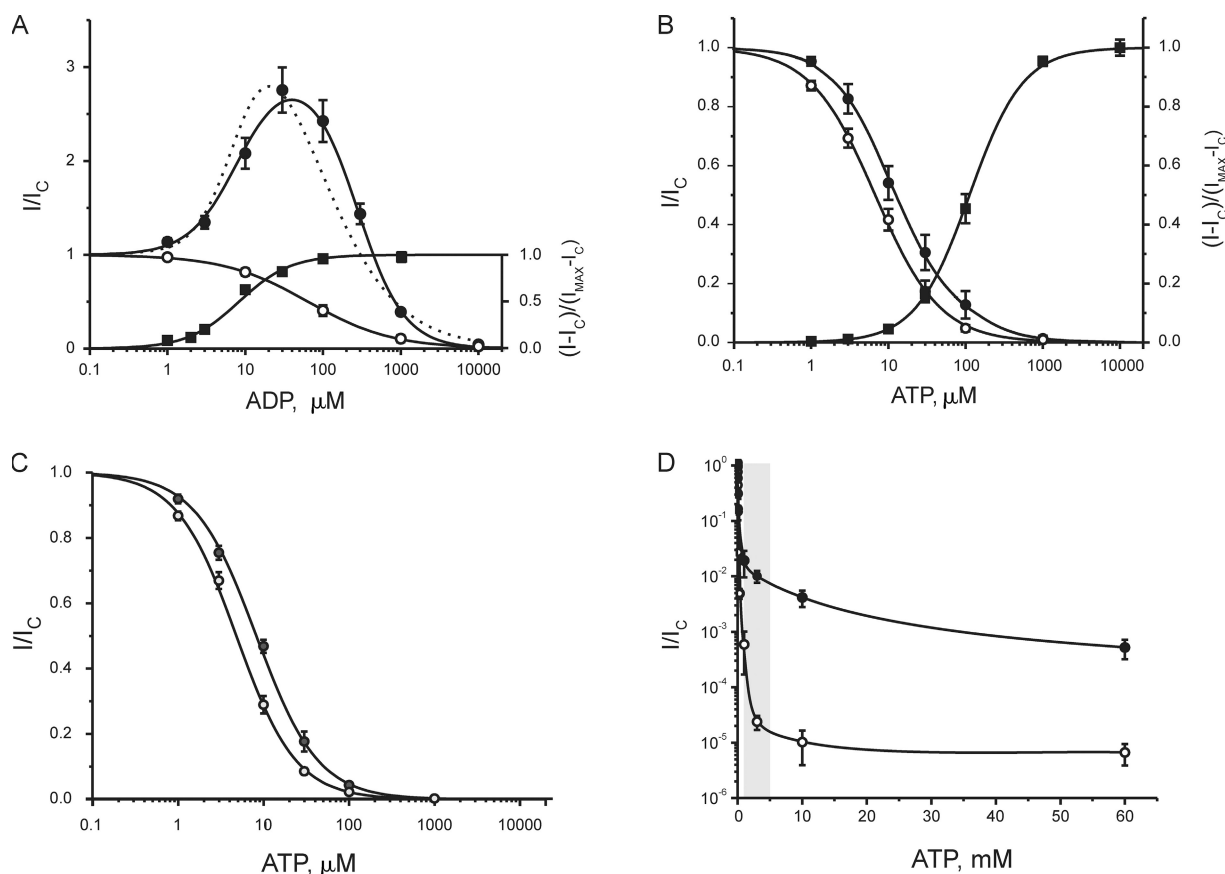 A
I/I_C
3
2
1
0
1.0
0.5
0.0
(I-I_C)/(I_MAX-I_C)
0.1 1 10 100 1000 10000
ADP, μM
B
I/I_C
1.0
0.8
0.6
0.4
0.2
0.0
1.0
0.8
0.6
0.4
0.2
0.0
(I-I_C)/(I_MAX-I_C)
0.1 1 10 100 1000 10000
ATP, μM
C
I/I_C
1.0
0.8
0.6
0.4
0.2
0.0
0.1 1 10 100 1000 10000
ATP, μM
D
I/I_C
10^0
10^-1
10^-2
10^-3
10^-4
10^-5
10^-6
0 10 20 30 40 50 60
ATP, mM